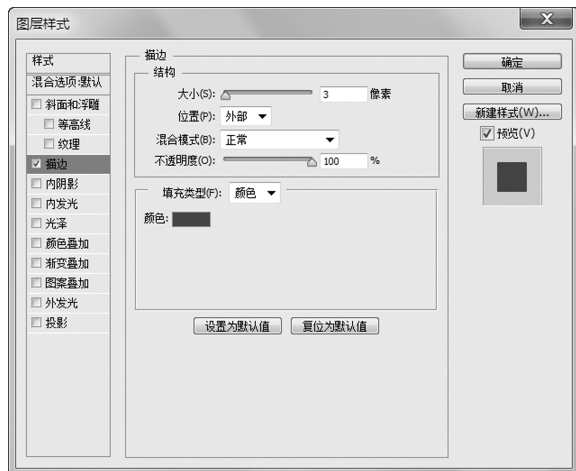 图层样式
X
样式
混合选项:默认
斜面和浮雕
等高线
纹理
描边
内阴影
内发光
光泽
颜色叠加
渐变叠加
图案叠加
外发光
投影
描边
结构
大小(S): 3 像素
位置(P): 外部
混合模式(B): 正常
不透明度(O): 100 %
填充类型(F): 颜色
颜色:
设置为默认值 复位为默认值
确定
取消
新建样式(W)...
预览(V)